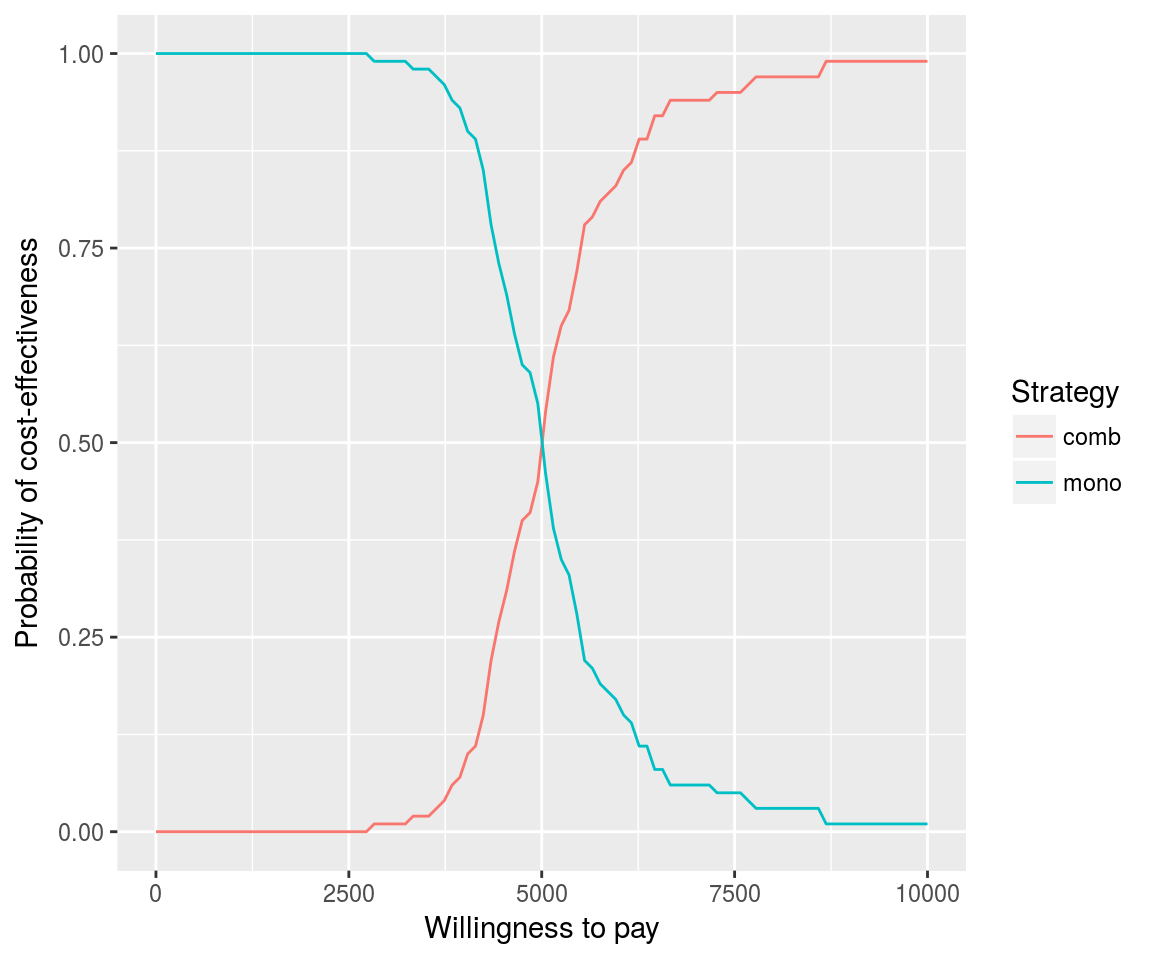 1.00
0.75
0.50
0.25
0.00
Probability of cost-effectiveness
0
2500
5000
7500
10000
Willingness to pay
Strategy
comb
mono